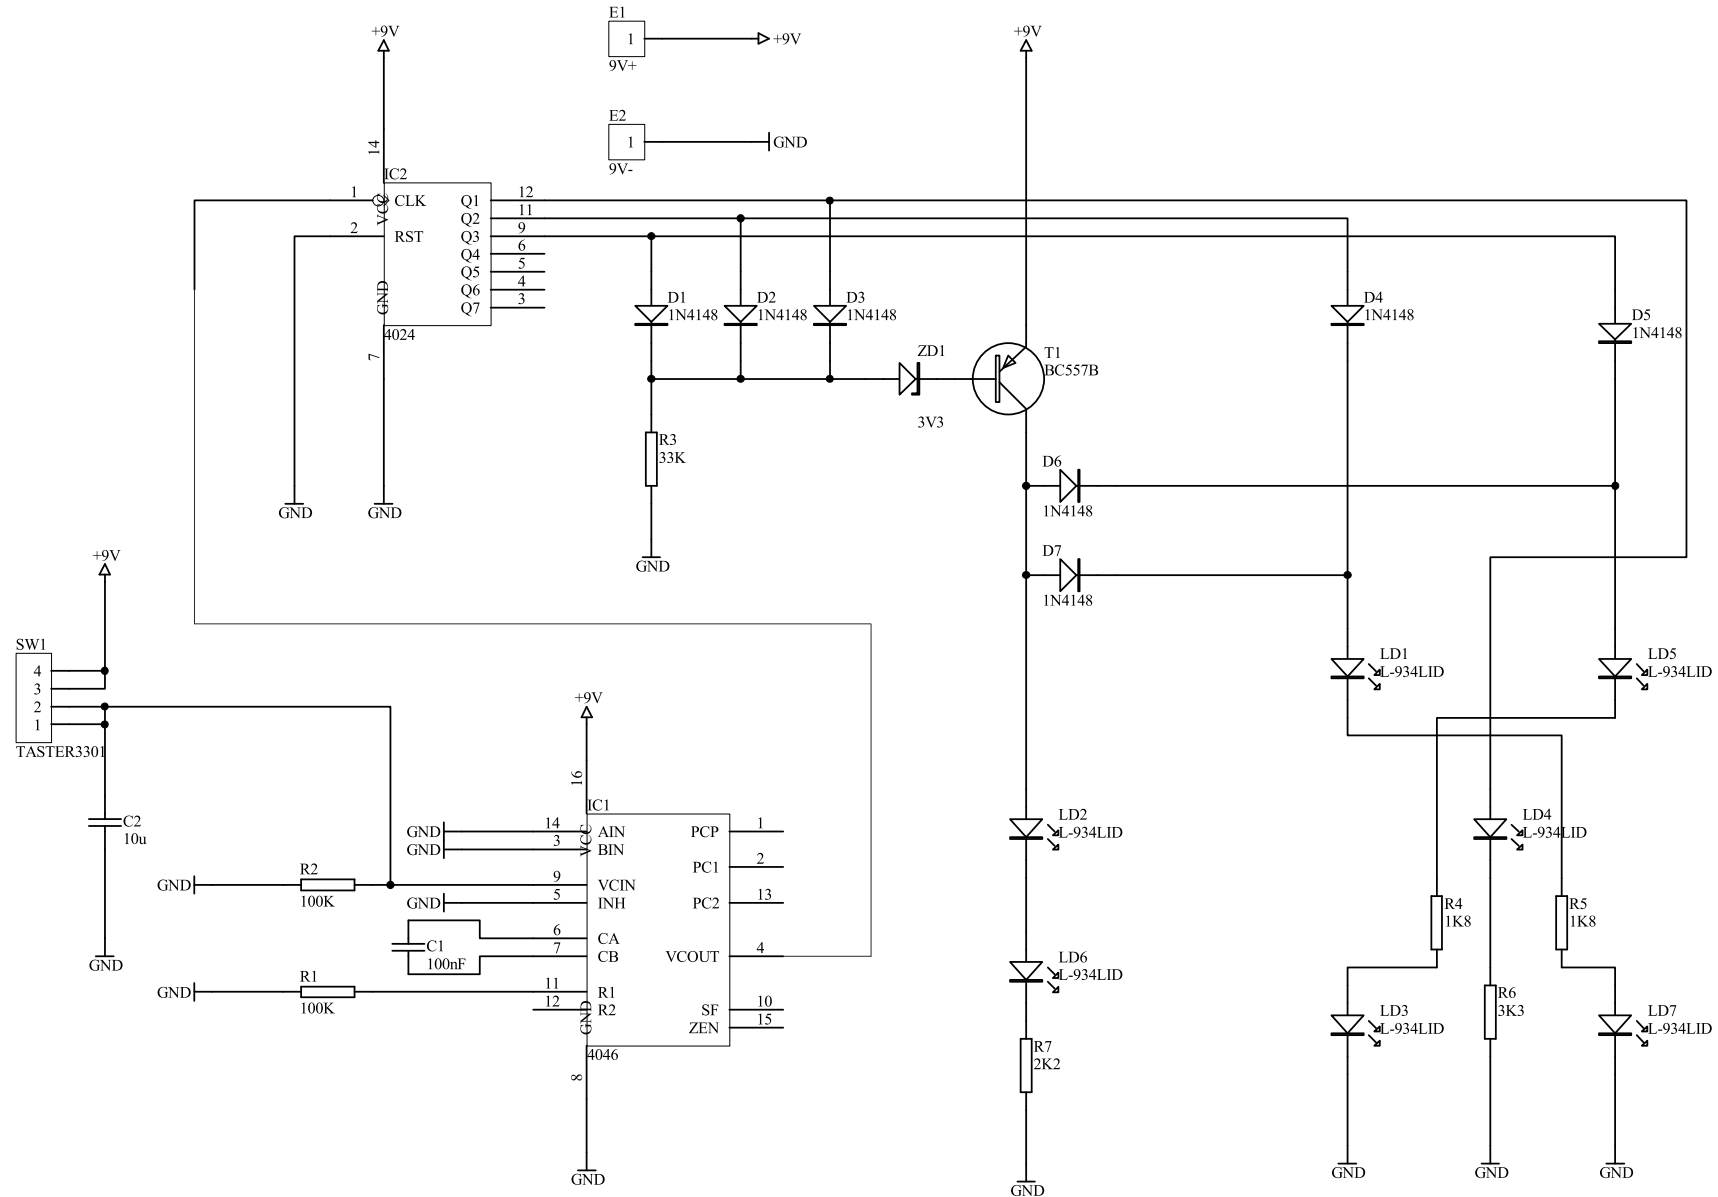 E1
1
9V+
+9V
+9V
+9V
E2
1
9V-
GND
14
IC2
1
2
VCC
CLK
RST
GND
Q1
Q2
Q3
Q4
Q5
Q6
Q7
12
11
9
6
5
4
3
4024
7
GND
GND
D1
1N4148
D2
1N4148
D3
1N4148
D4
1N4148
D5
1N4148
ZD1
3V3
T1
BC557B
R3
33K
GND
D6
1N4148
D7
1N4148
+9V
SW1
4
3
2
1
TASTER3301
C2
10u
GND
+9V
16
IC1
GND
GND
14
3
VCC
AIN
BIN
GND
R2
100K
9
VCIN
GND
5
INH
C1
100nF
6
7
CA
CB
GND
R1
100K
11
12
R1
R2
GND
PCP
PC1
PC2
VCOUT
SF
ZEN
1
2
13
4
10
15
4046
8
GND
LD1
L-934LID
LD5
L-934LID
LD2
L-934LID
LD4
L-934LID
LD6
L-934LID
R4
1K8
R5
1K8
R6
3K3
LD3
L-934LID
LD7
L-934LID
R7
2K2
GND
GND
GND
GND